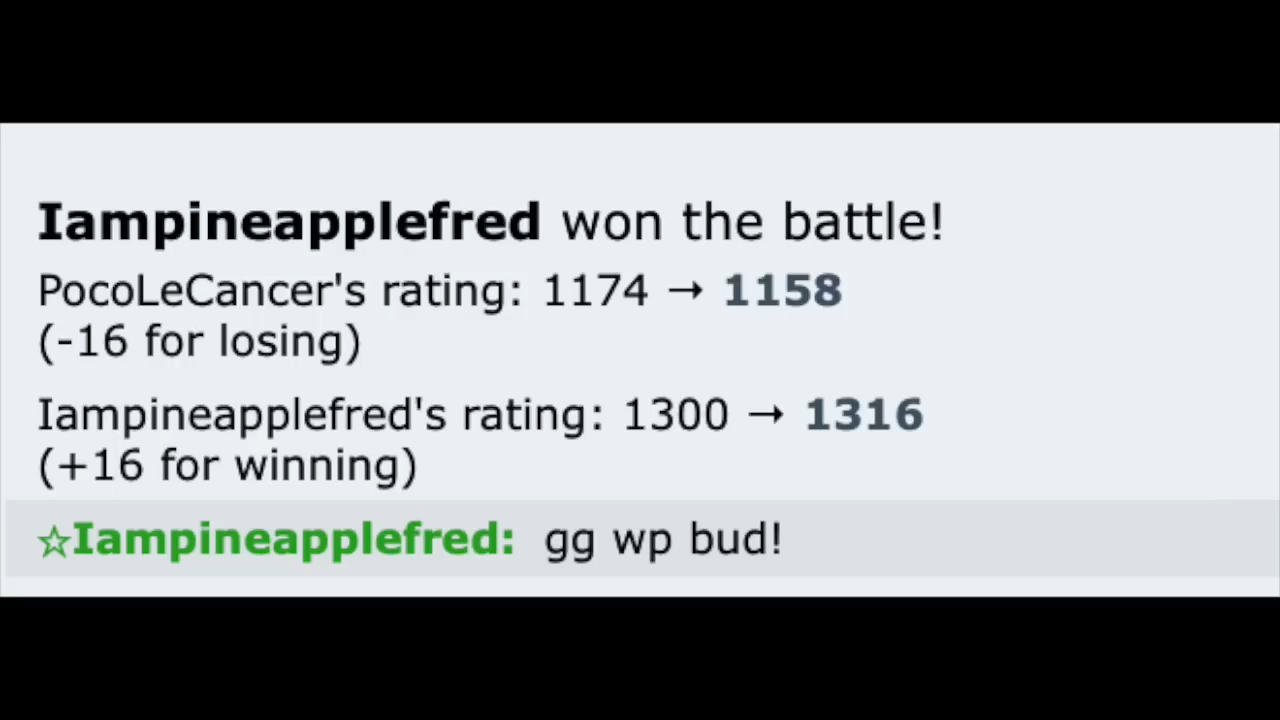 Iampineapplefred won the battle!
PocoLeCancer's rating: 1174 → 1158
(-16 for losing)
Iampineapplefred's rating: 1300 → 1316
(+16 for winning)
☆Iampineapplefred: gg wp bud!